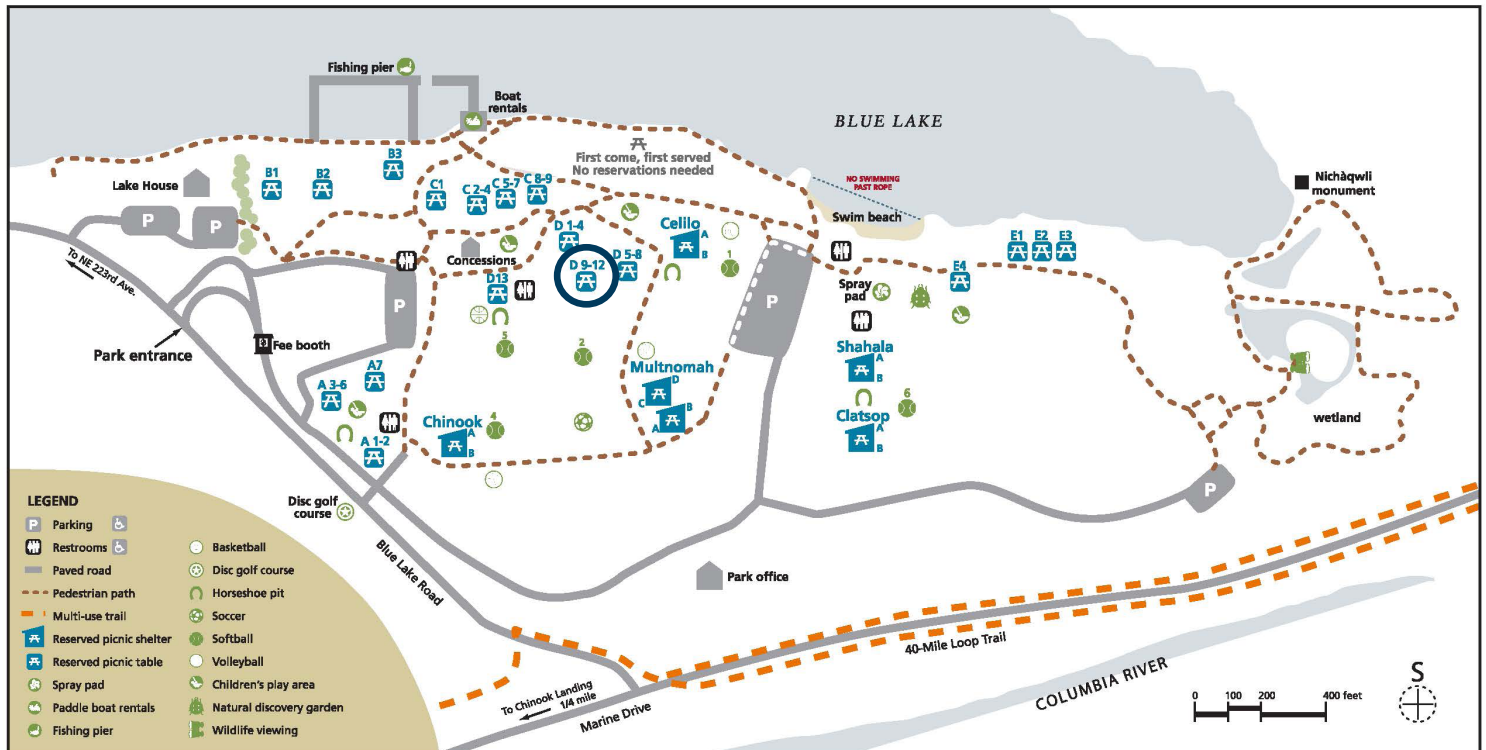 Fishing pier
Boat
rentals
BLUE LAKE
First come, first served
No reservations needed
NO SWIMMING
PAST ROPE
Nichàqwli
monument
Lake House
B1
B2
B3
C1
C 2-4
C 5-7
C 8-9
Swim beach
P
P
To NE 223rd Ave.
Concessions
D 1-4
D 5-8
D 9-12
D13
Celilo
A
B
1
E1
E2
E3
E4
P
P
Spray
pad
Park entrance
Fee booth
5
2
Shahala
A
B
A7
A 3-6
A 1-2
Multnomah
D
C
B
A
Chinook
A
B
4
Clatsop
A
B
6
wetland
P
Disc golf
course
Blue Lake Road
Park office
40-Mile Loop Trail
To Chinook Landing
1/4 mile
Marine Drive
COLUMBIA RIVER
0 100 200 400 feet
S
LEGEND
P Parking
Restrooms
Paved road
Pedestrian path
Multi-use trail
Reserved picnic shelter
Reserved picnic table
Spray pad
Paddle boat rentals
Fishing pier
Basketball
Disc golf course
Horseshoe pit
Soccer
Softball
Volleyball
Children's play area
Natural discovery garden
Wildlife viewing